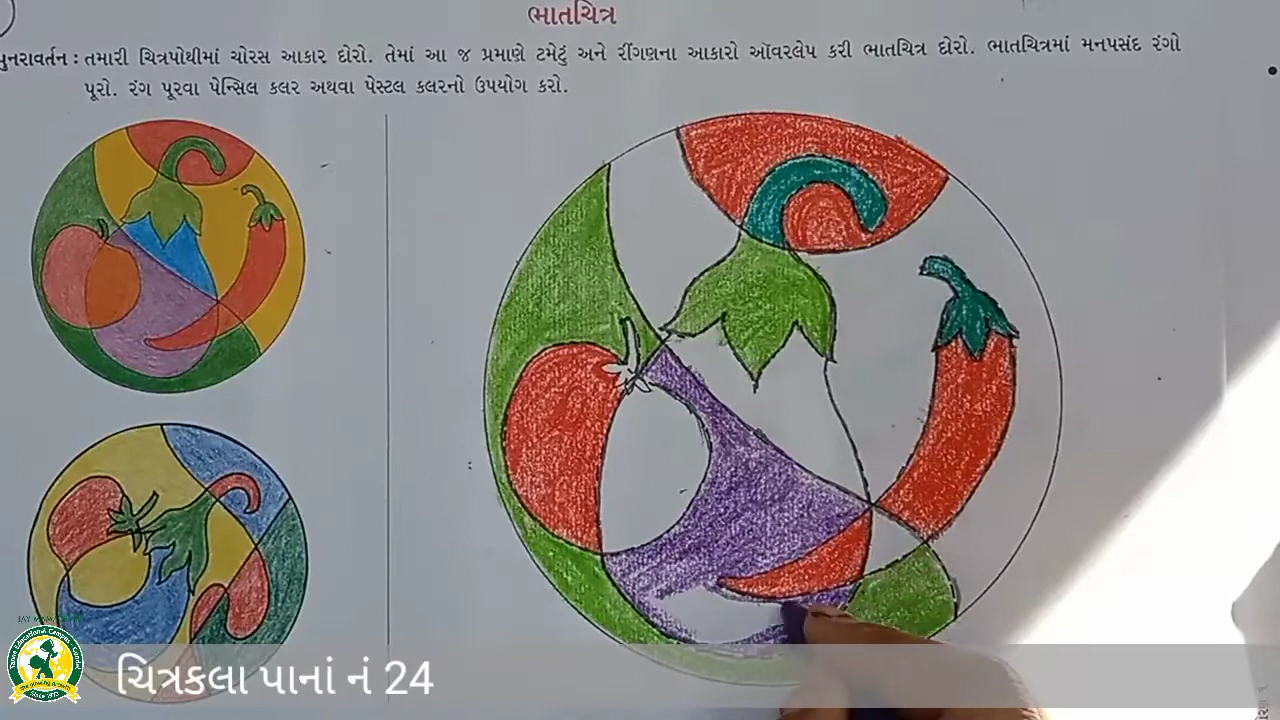 ભાતચિત્ર
પુનરાવર્તન : તમારી ચિત્રપોથીમાં ચોરસ આકાર દોરો. તેમાં આ જ પ્રમાણે ટમેટું અને રીંગણના આકારો ઑવરલેપ કરી ભાતચિત્ર દોરો. ભાતચિત્રમાં મનપસંદ રંગો
પૂરો. રંગ પૂરવા પેન્સિલ કલર અથવા પેસ્ટલ કલરનો ઉપયોગ કરો.
ચિત્રકલા પાનાં નં 24